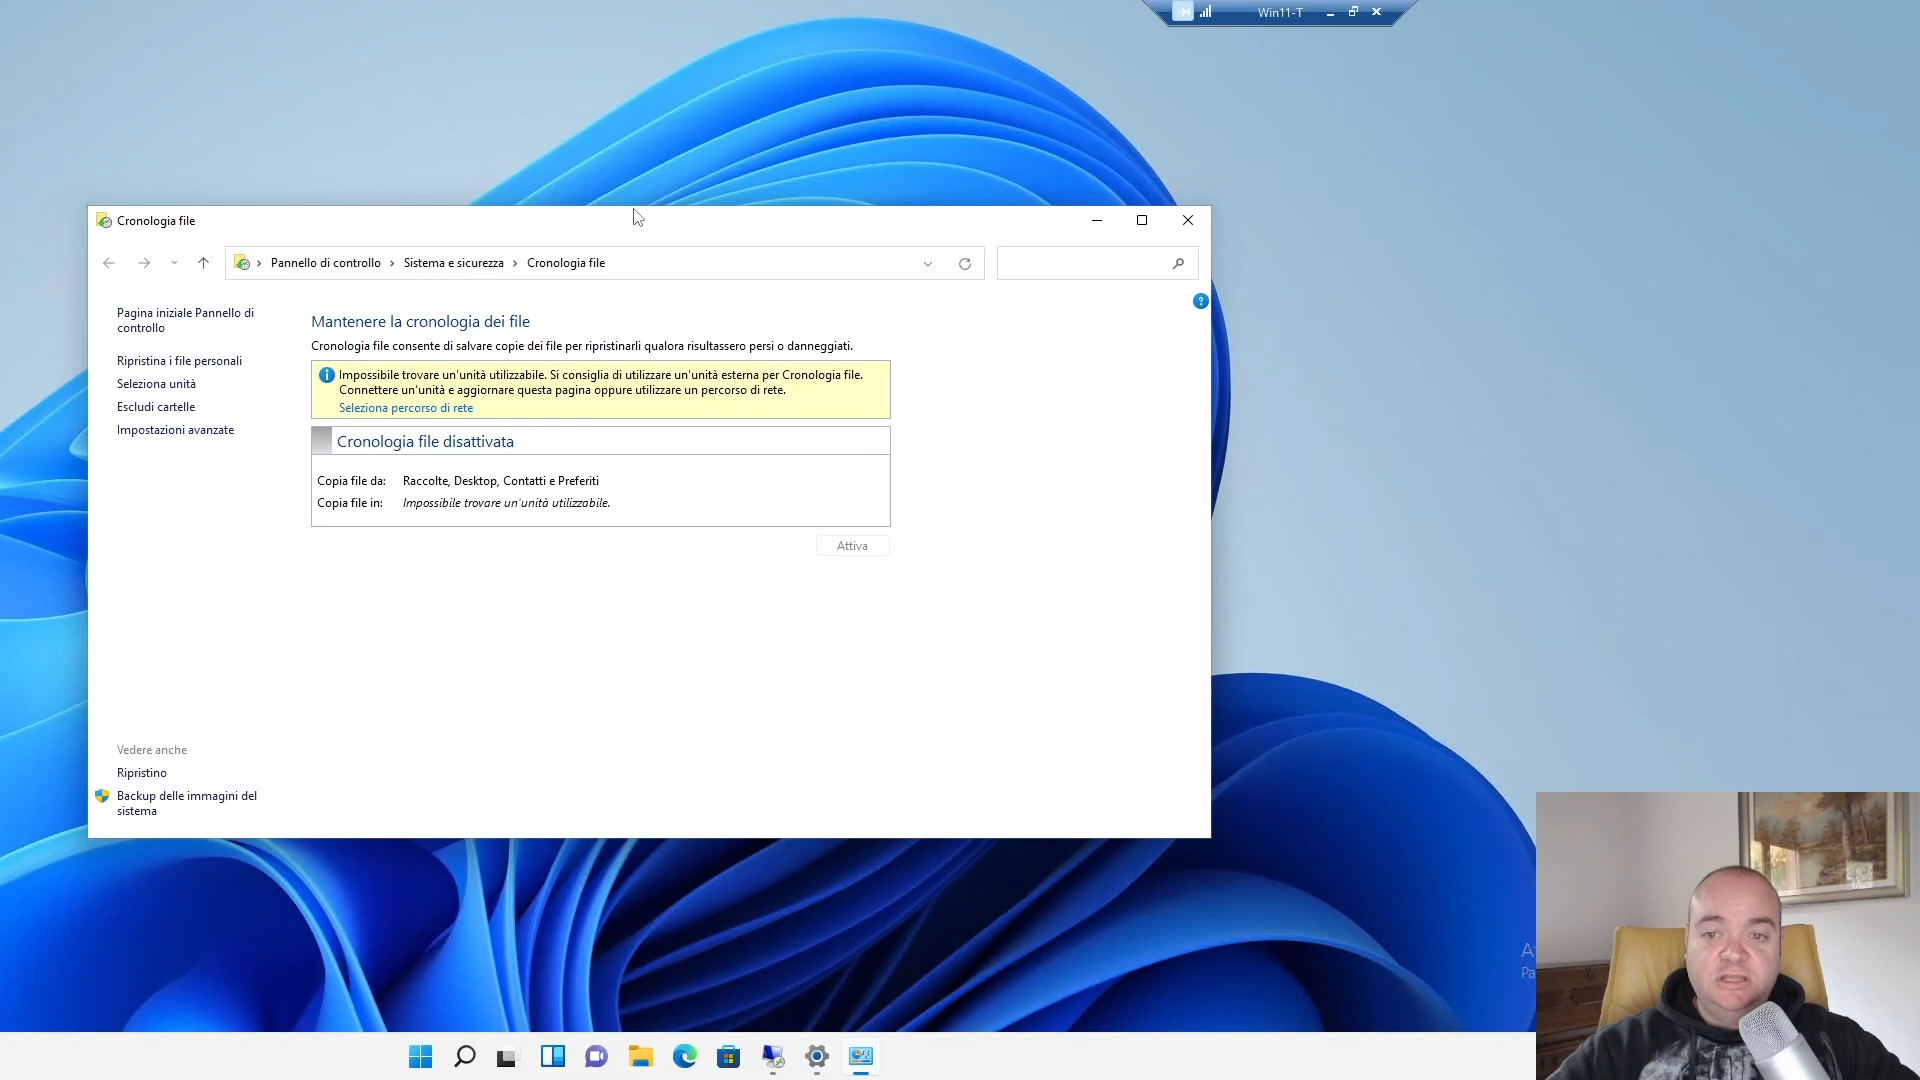 Win11-T
Cronologia file
Pannello di controllo
Sistema e sicurezza
Cronologia file
Pagina iniziale Pannello di
controllo
Ripristina i file personali
Seleziona unità
Escludi cartelle
Impostazioni avanzate
Mantenere la cronologia dei file
Cronologia file consente di salvare copie dei file per ripristinarli qualora risultassero persi o danneggiati.
Impossibile trovare un'unità utilizzabile. Si consiglia di utilizzare un'unità esterna per Cronologia file.
Connettere un'unità e aggiornare questa pagina oppure utilizzare un percorso di rete.
Seleziona percorso di rete
Cronologia file disattivata
Copia file da: Raccolte, Desktop, Contatti e Preferiti
Copia file in: Impossibile trovare un'unità utilizzabile.
Attiva
Vedere anche
Ripristino
Backup delle immagini del
sistema